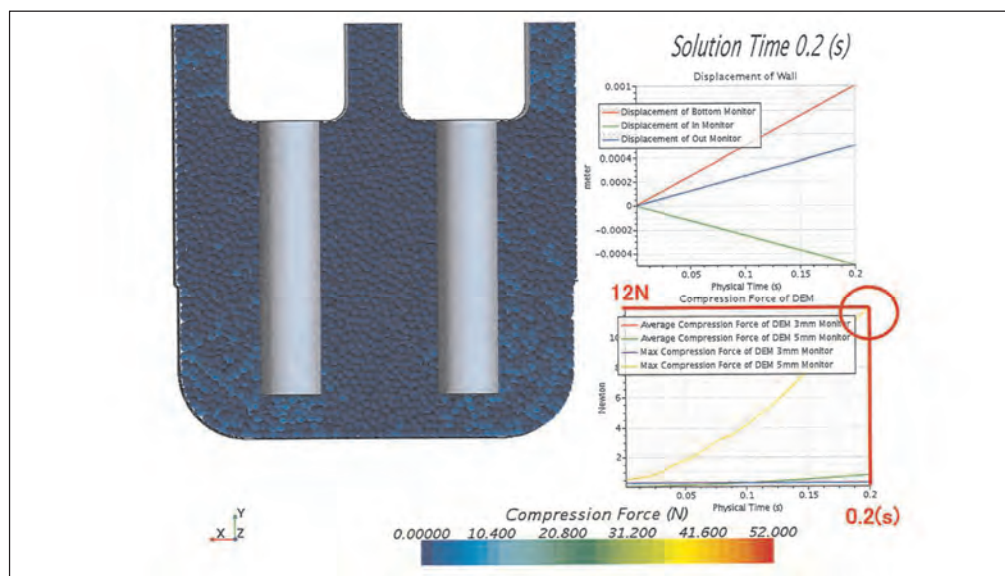 Solution Time 0.2 (s)
Displacement of Wall
0.001
Displacement of Bottom Monitor
Displacement of In Monitor
Displacement of Out Monitor
0.0004
0.0002
0
-0.0002
-0.0004
meter
0.05 0.1 0.15 0.2
Physical Time (s)
12N
Compression Force of DEM
Average Compression Force of DEM 3mm Monitor
Average Compression Force of DEM 5mm Monitor
Max Compression Force of DEM 3mm Monitor
Max Compression Force of DEM 5mm Monitor
8
6
4
2
Newton
0.05 0.1 0.15 0.2
Physical Time (s)
0.2(s)
Y
X Z
Compression Force (N)
0.00000 10.400 20.800 31.200 41.600 52.000